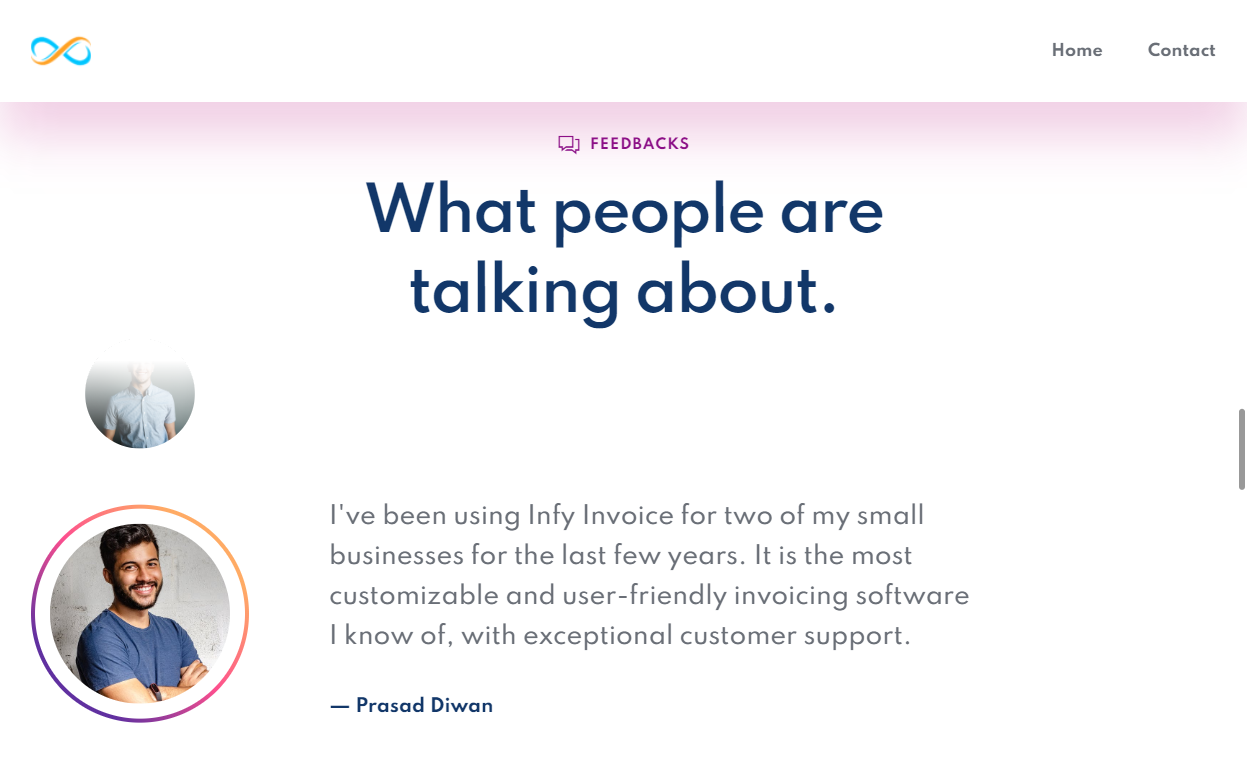 Home Contact
FEEDBACKS
What people are
talking about.
I've been using Infy Invoice for two of my small
businesses for the last few years. It is the most
customizable and user-friendly invoicing software
I know of, with exceptional customer support.
— Prasad Diwan